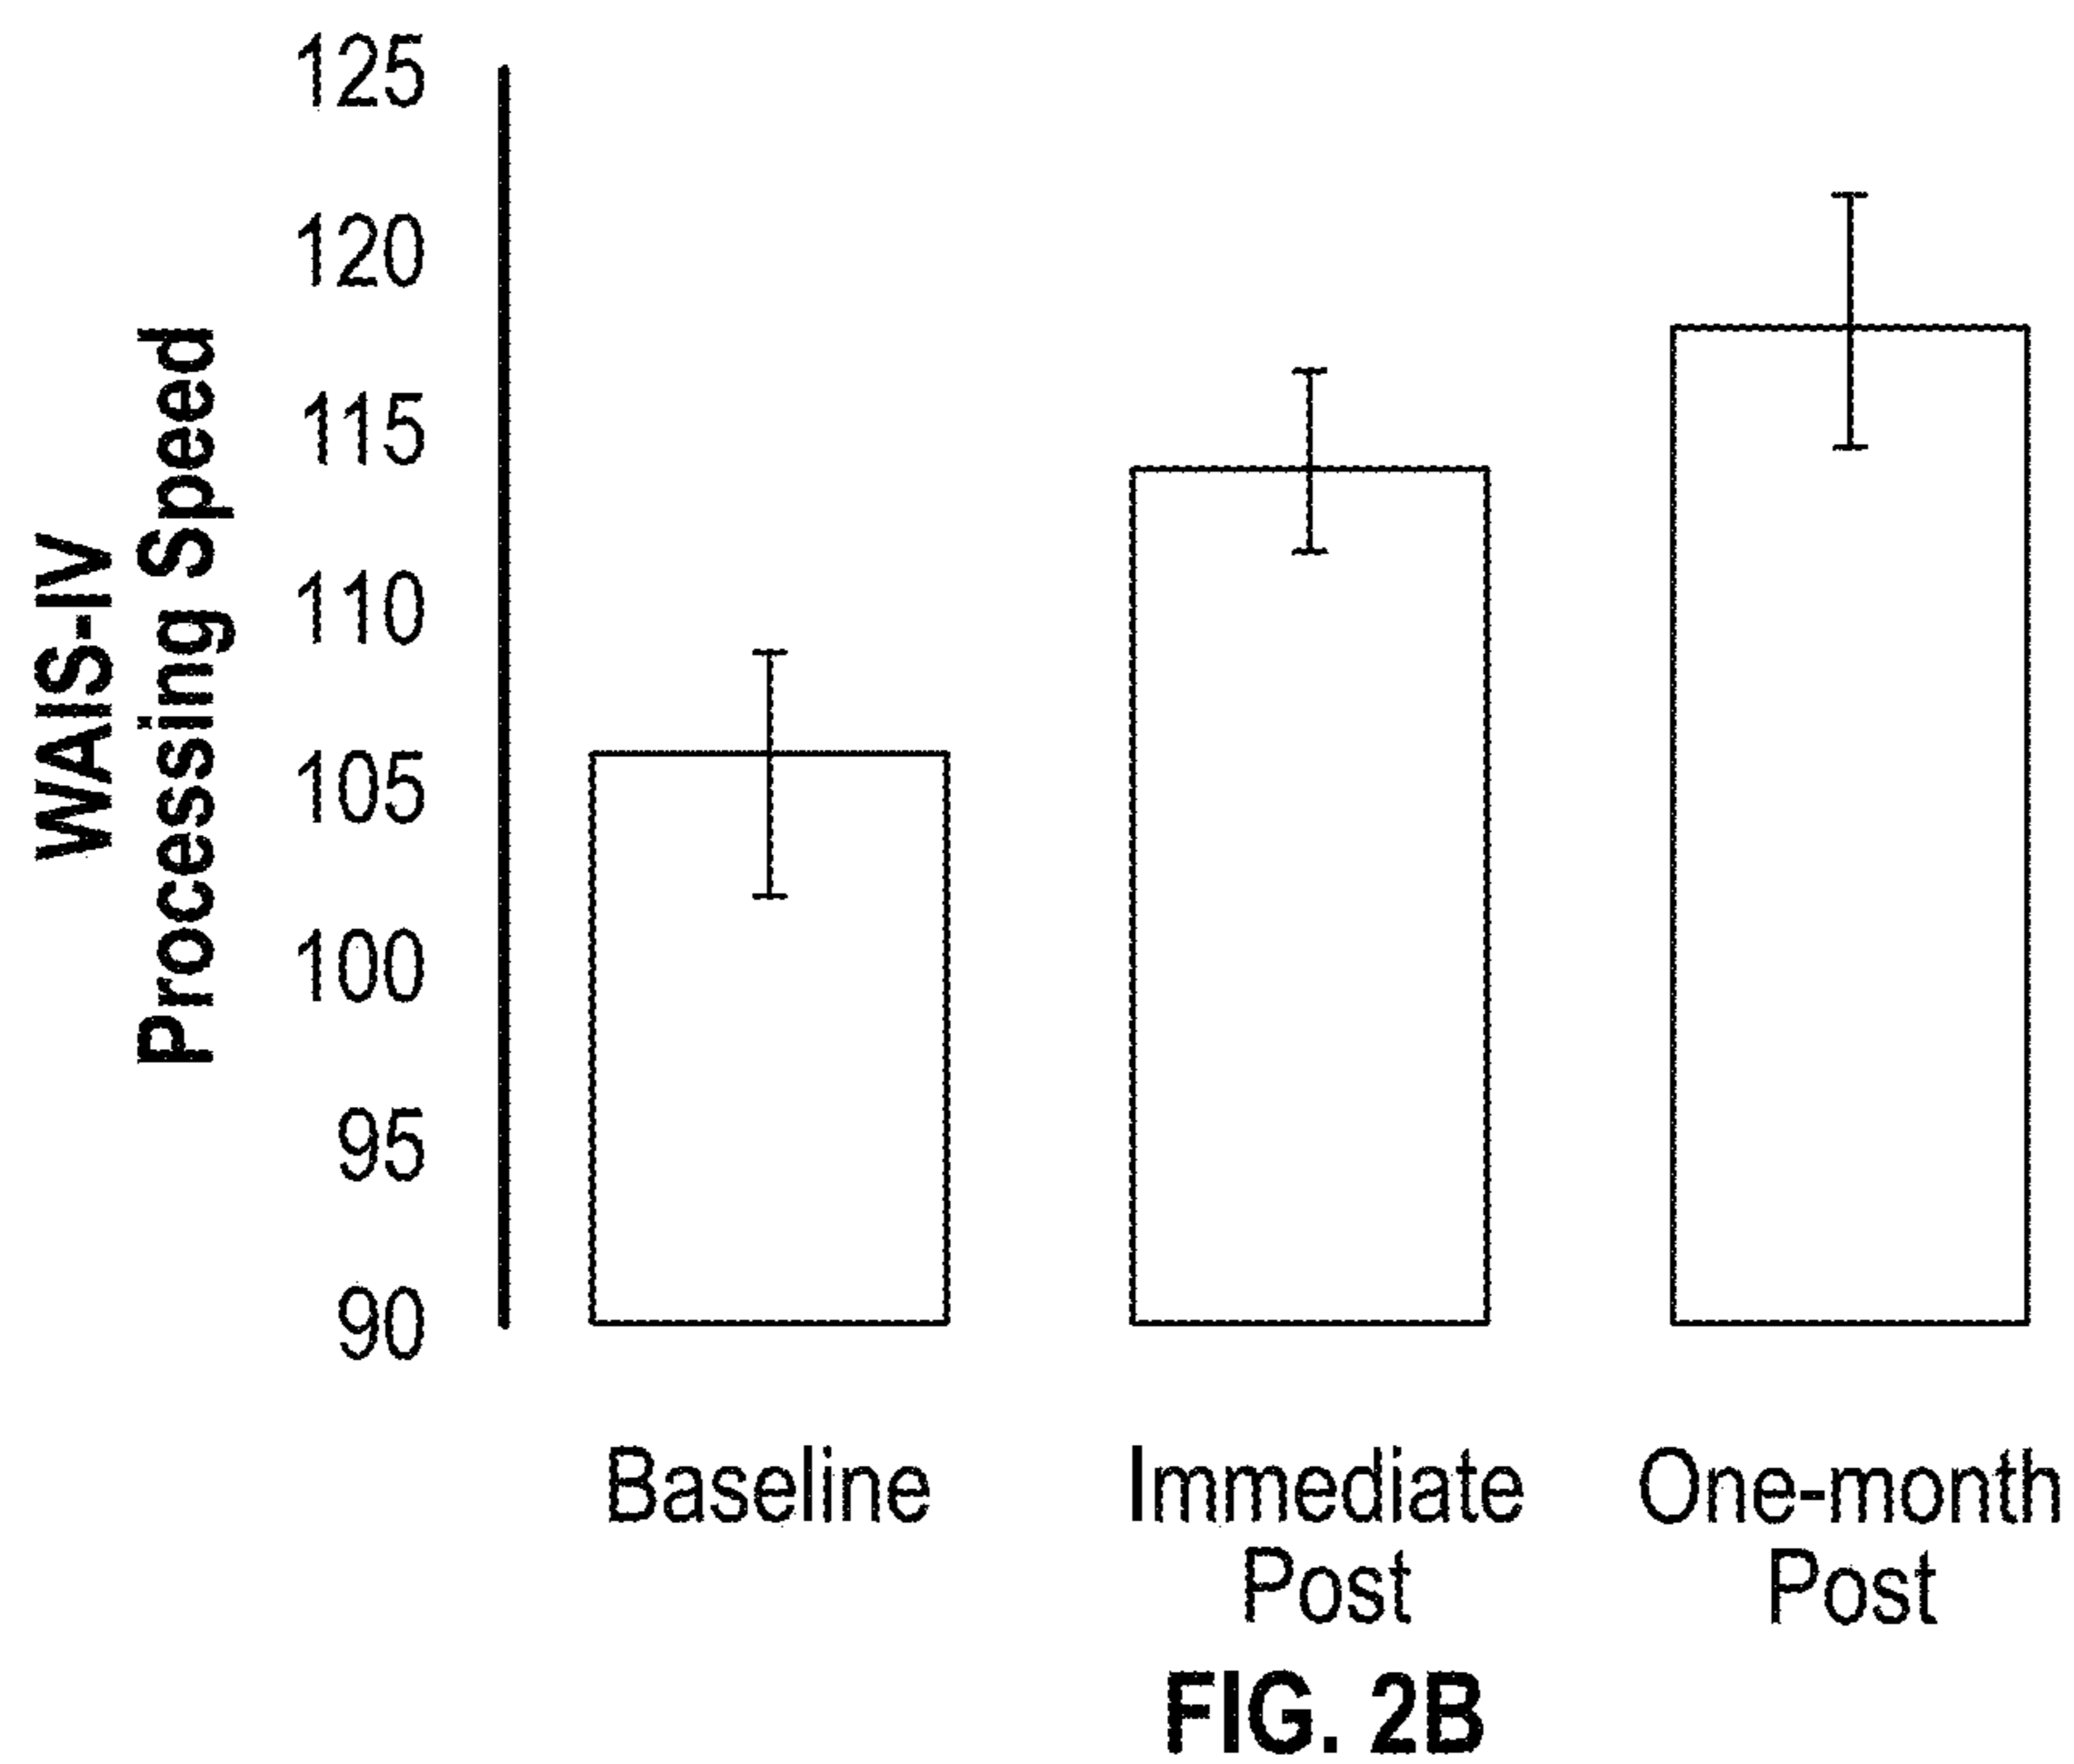 WAIS-IV
Processing Speed
125
120
115
110
105
100
95
90
Baseline
Immediate
Post
One-month
Post
FIG. 2B